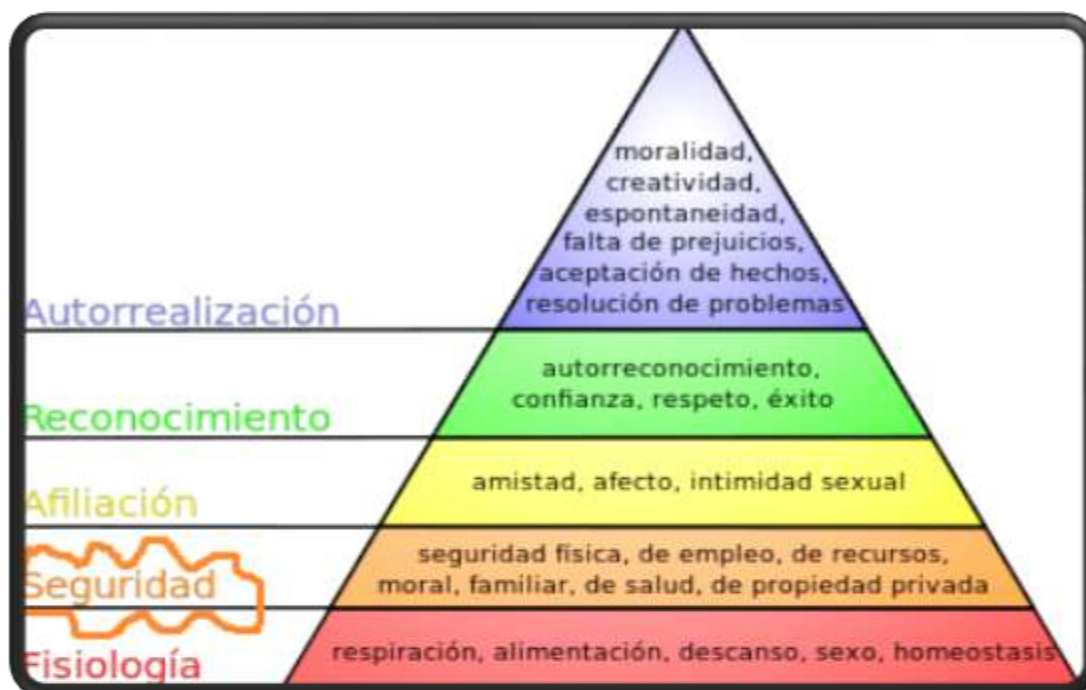 moralidad,
creatividad,
espontaneidad,
falta de prejuicios,
aceptación de hechos,
resolución de problemas
Autorrealización
autorreconocimiento,
confianza, respeto, éxito
Reconocimiento
amistad, afecto, intimidad sexual
Afiliación
seguridad física, de empleo, de recursos,
moral, familiar, de salud, de propiedad privada
Seguridad
respiración, alimentación, descanso, sexo, homeostasis
Fisiología